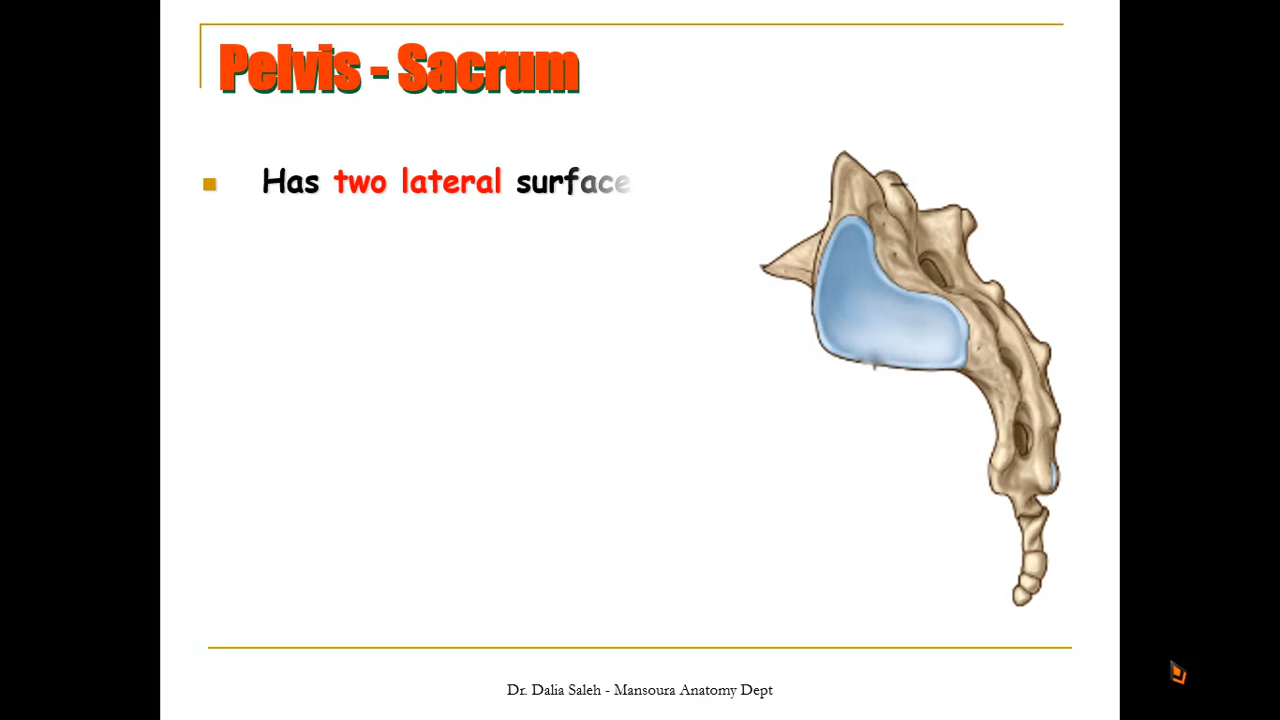 Pelvis - Sacrum
Has two lateral surface
Dr. Dalia Saleh - Mansoura Anatomy Dept